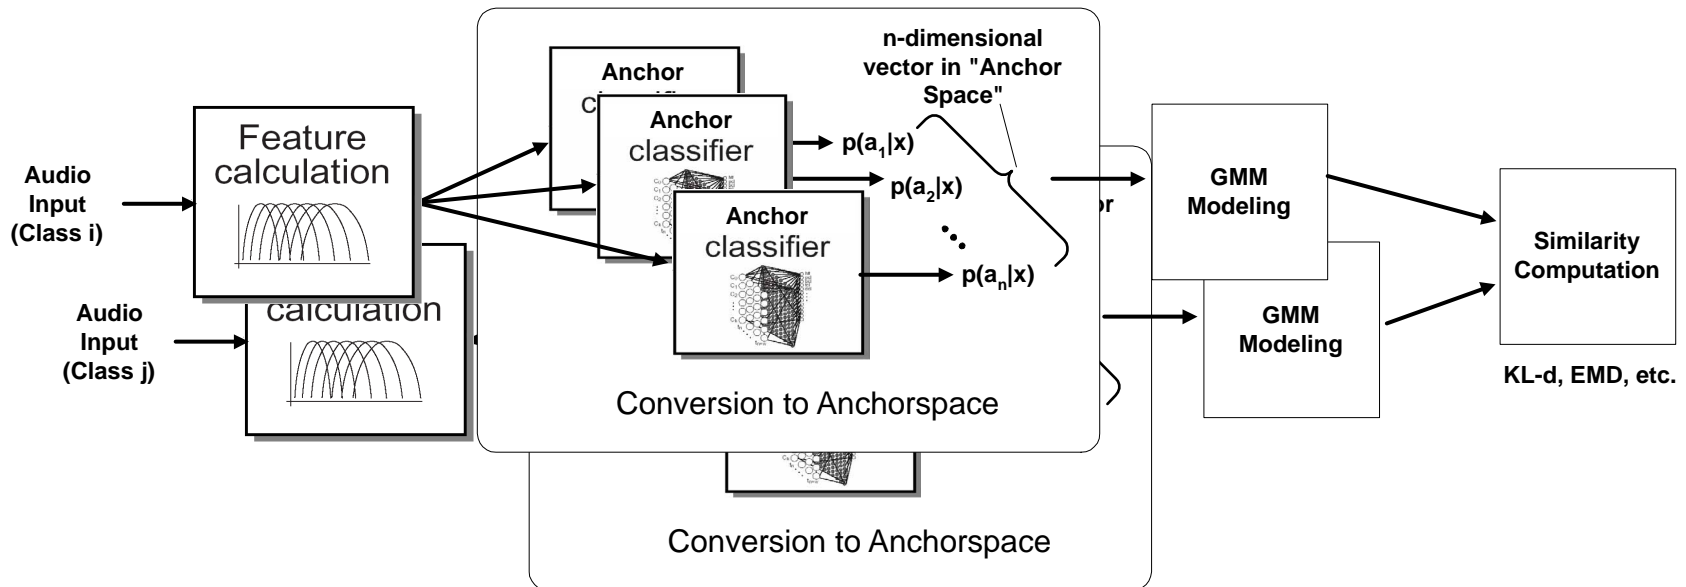 n-dimensional
vector in "Anchor
Space"
Anchor
Anchor
classifier
Anchor
classifier
Feature
calculation
Audio
Input
(Class i)
p(a1|x)
p(a2|x)
p(an|x)
GMM
Modeling
Similarity
Computation
KL-d, EMD, etc.
Conversion to Anchorspace
Audio
Input
(Class j)
calculation
or
GMM
Modeling
Conversion to Anchorspace